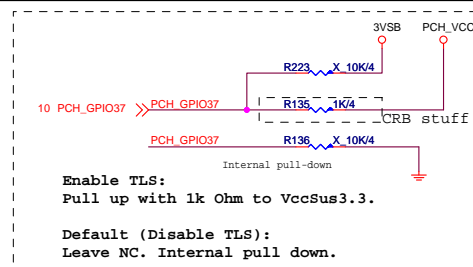 3VSB PCH_VCC
R223 X_10K/4
10 PCH_GPIO37 PCH_GPIO37 R135 1K/4
CRB stuff
PCH_GPIO37 R136 X_10K/4
Internal pull-down
Enable TLS:
Pull up with 1k Ohm to VccSus3.3.
Default (Disable TLS):
Leave NC. Internal pull down.